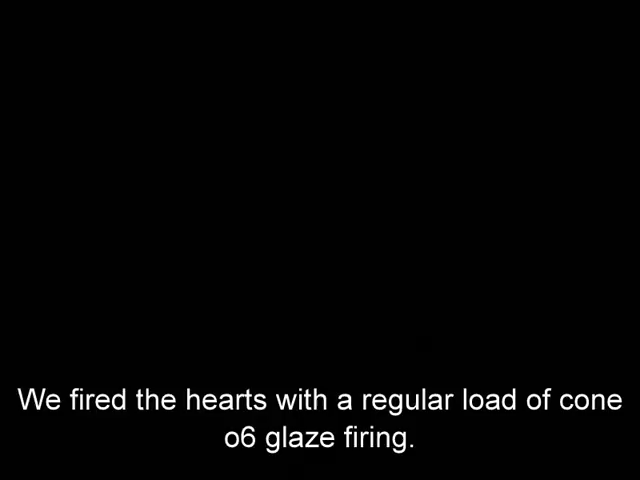 We fired the hearts with a regular load of cone
o6 glaze firing.